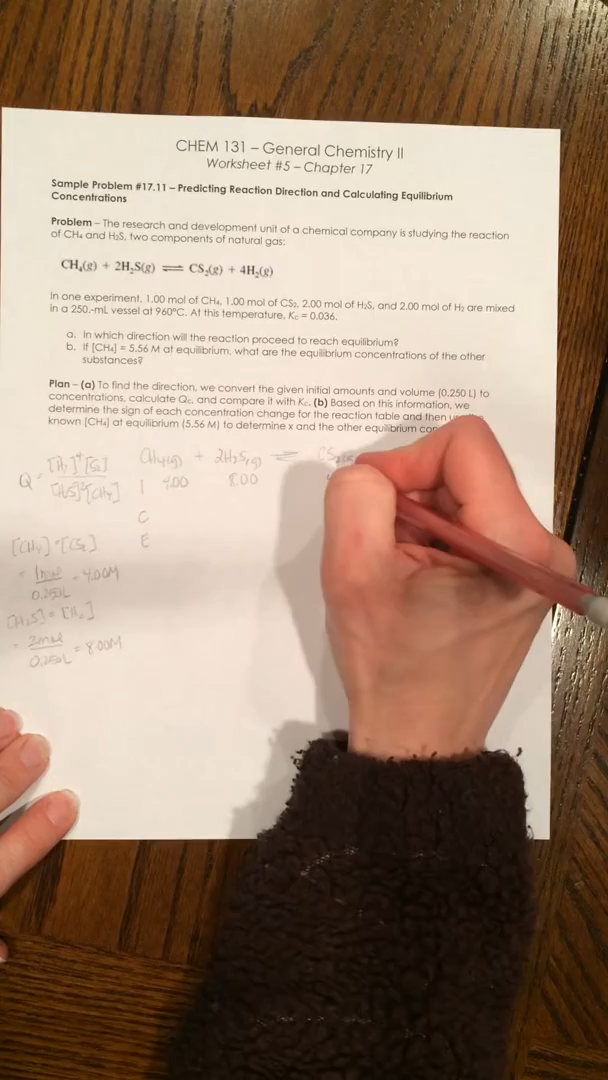 CHEM 131 – General Chemistry II
Worksheet #5 – Chapter 17
Sample Problem #17.11 – Predicting Reaction Direction and Calculating Equilibrium
Concentrations
Problem – The research and development unit of a chemical company is studying the reaction
of CH₄ and H₂S, two components of natural gas:
CH₄(g) + 2H₂S(g) ⇌ CS₂(g) + 4H₂(g)
In one experiment, 1.00 mol of CH₄, 1.00 mol of CS₂, 2.00 mol of H₂S, and 2.00 mol of H₂ are mixed
in a 250.-mL vessel at 960°C. At this temperature, Kc = 0.036.
a. In which direction will the reaction proceed to reach equilibrium?
b. If [CH₄] = 5.56 M at equilibrium, what are the equilibrium concentrations of the other
substances?
Plan – (a) To find the direction, we convert the given initial amounts and volume (0.250 L) to
concentrations, calculate Qc, and compare it with Kc. (b) Based on this information, we
determine the sign of each concentration change for the reaction table and then
known [CH₄] at equilibrium (5.56 M) to determine x and the other equilibrium
CH₄(g) + 2H₂S(g) ⇌ CS₂
Q = [H₂]⁴[CS₂]
[H₂S]²[CH₄]
I 4.00 8.00
C
E
[CH₄] = [CS₂]
= 1mol = 4.00M
0.250L
[H₂S] = [H₂]
= 2mol = 8.00M
0.250L